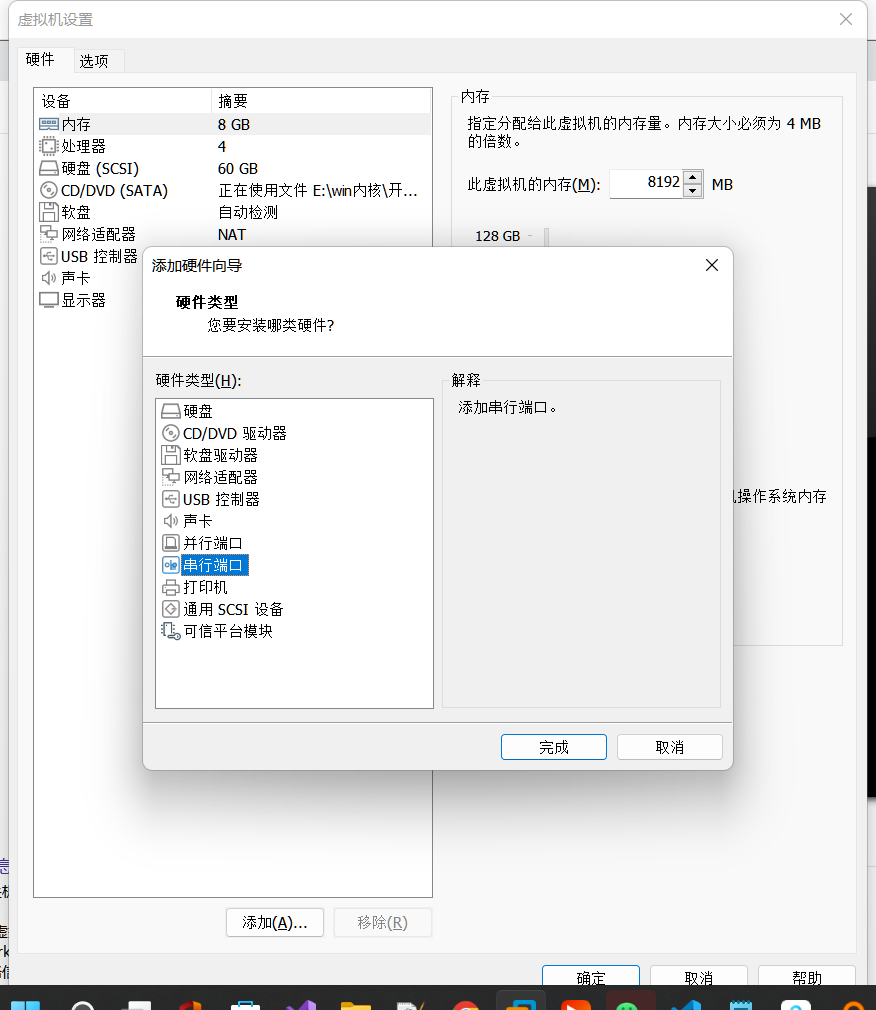 虚拟机设置
硬件
选项
设备 摘要
内存 8 GB
处理器 4
硬盘 (SCSI) 60 GB
CD/DVD (SATA) 正在使用文件 E:\win内核\开...
软盘 自动检测
网络适配器 NAT
USB 控制器
声卡
显示器
内存
指定分配给此虚拟机的内存量。内存大小必须为 4 MB
的倍数。
此虚拟机的内存(M): 8192 MB
128 GB
操作系统内存
添加硬件向导
硬件类型
您要安装哪类硬件?
硬件类型(H):
硬盘
CD/DVD 驱动器
软盘驱动器
网络适配器
USB 控制器
声卡
并行端口
串行端口
打印机
通用 SCSI 设备
可信平台模块
解释
添加串行端口。
完成
取消
添加(A)...
移除(R)
确定
取消
帮助